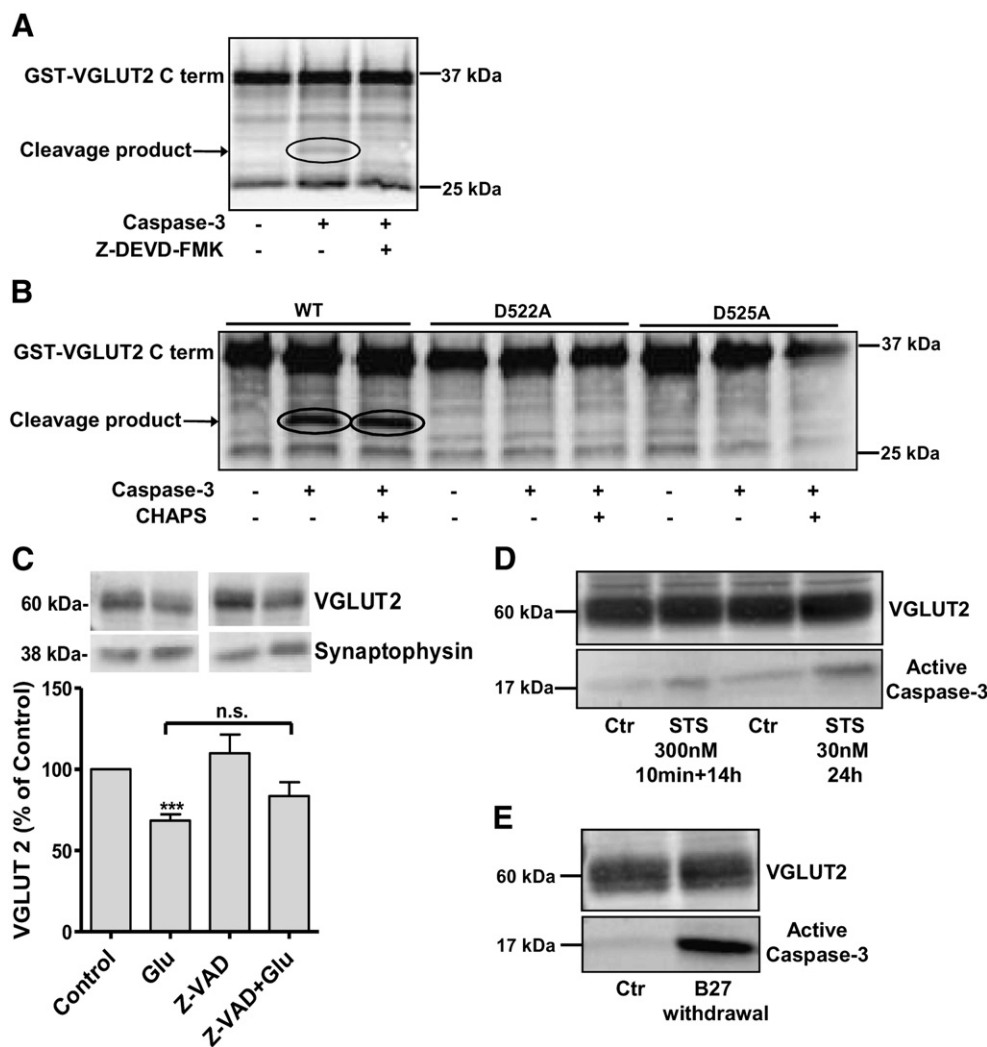 A
GST-VGLUT2 C term
37 kDa
Cleavage product
25 kDa
Caspase-3 - + +
Z-DEVD-FMK - - +
B
WT D522A D525A
GST-VGLUT2 C term
37 kDa
Cleavage product
25 kDa
Caspase-3 - + + - + + - + +
CHAPS - - + - - + - - +
C
60 kDa- VGLUT2
38 kDa- Synaptophysin
VGLUT 2 (% of Control)
150
100
50
0
n.s.
***
Control Glu Z-VAD Z-VAD+Glu
D
60 kDa VGLUT2
17 kDa Active
Caspase-3
Ctr STS Ctr STS
300nM 30nM
10min+14h 24h
E
60 kDa VGLUT2
17 kDa Active
Caspase-3
Ctr B27
withdrawal